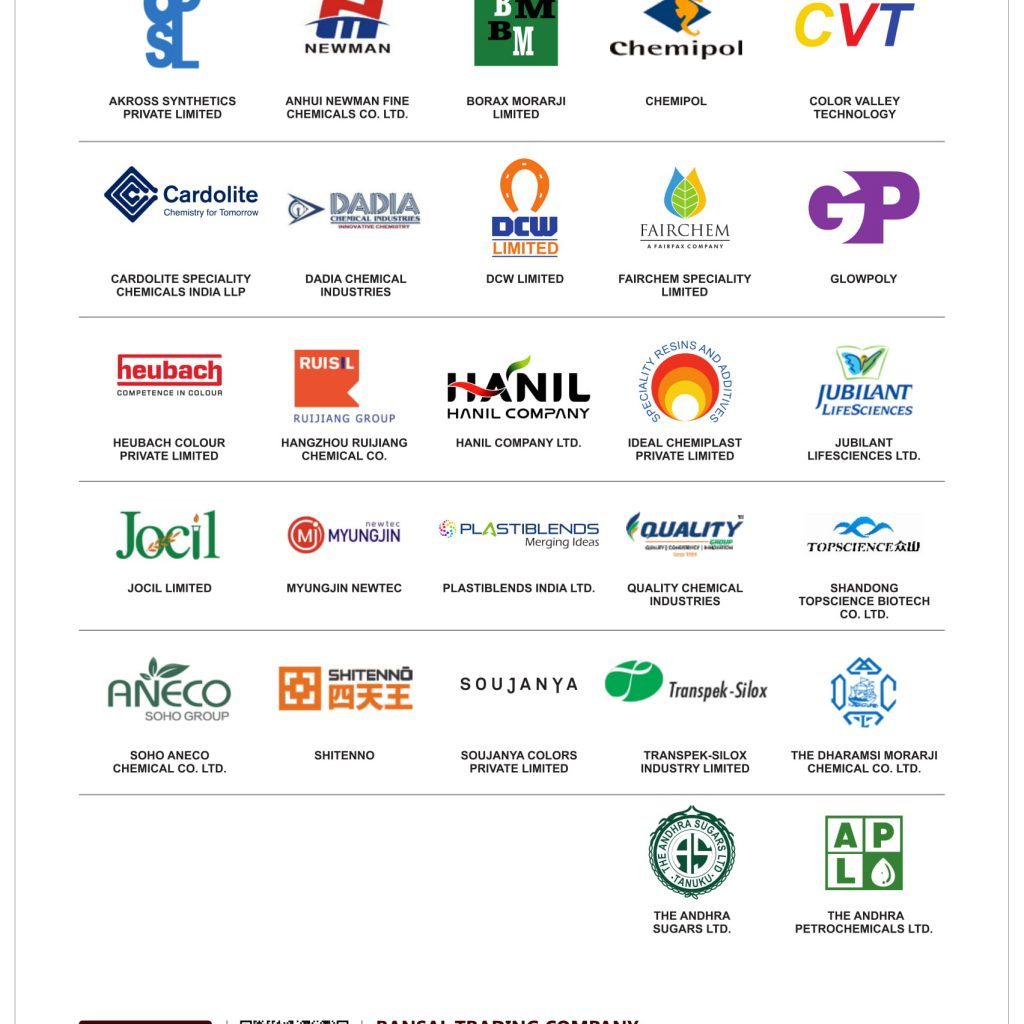 NEWMAN
B M
B M
Chemipol
CVT
AKROSS SYNTHETICS
PRIVATE LIMITED
ANHUI NEWMAN FINE
CHEMICALS CO. LTD.
BORAX MORARJI
LIMITED
CHEMIPOL
COLOR VALLEY
TECHNOLOGY
Cardolite
Chemistry for Tomorrow
DADIA
CHEMICAL INDUSTRIES
INNOVATIVE CHEMISTRY
DCW
LIMITED
FAIRCHEM
A FAIRFAX COMPANY
GP
CARDOLITE SPECIALITY
CHEMICALS INDIA LLP
DADIA CHEMICAL
INDUSTRIES
DCW LIMITED
FAIRCHEM SPECIALITY
LIMITED
GLOWPOLY
heubach
COMPETENCE IN COLOUR
RUISIL
RUIJIANG GROUP
HANIL
HANIL COMPANY
SPECIALITY RESINS AND ADDITIVES
JUBILANT
LIFESCIENCES
HEUBACH COLOUR
PRIVATE LIMITED
HANGZHOU RUIJIANG
CHEMICAL CO.
HANIL COMPANY LTD.
IDEAL CHEMIPLAST
PRIVATE LIMITED
JUBILANT
LIFESCIENCES LTD.
Jocil
Mj
newtec
MYUNGJIN
PLASTIBLENDS
Merging Ideas
QUALITY
GROUP
QUALITY | CONSISTENCY | INNOVATION
TOPSCIENCE众山
JOCIL LIMITED
MYUNGJIN NEWTEC
PLASTIBLENDS INDIA LTD.
QUALITY CHEMICAL
INDUSTRIES
SHANDONG
TOPSCIENCE BIOTECH
CO. LTD.
ANECO
SOHO GROUP
SHITENNŌ
四天王
SOUJANYA
Transpek-Silox
D C
SOHO ANECO
CHEMICAL CO. LTD.
SHITENNO
SOUJANYA COLORS
PRIVATE LIMITED
TRANSPEK-SILOX
INDUSTRY LIMITED
THE DHARAMSI MORARJI
CHEMICAL CO. LTD.
THE ANDHRA SUGARS LTD
·TANUKU·
AP
L
THE ANDHRA
SUGARS LTD.
THE ANDHRA
PETROCHEMICALS LTD.
BANSAL TRADING COMPANY